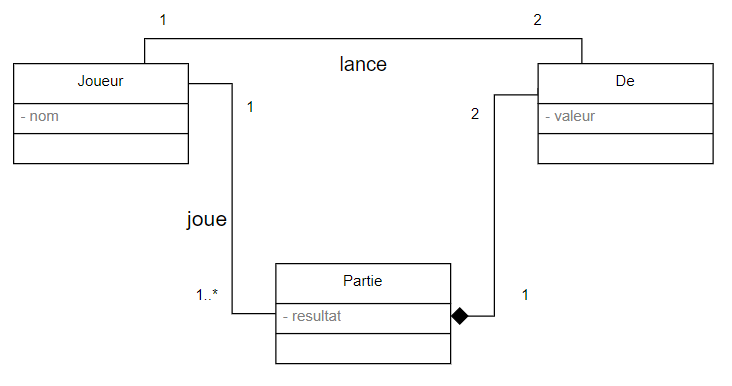 1
2
lance
Joueur
- nom
De
- valeur
1
2
joue
1..*
1
Partie
- resultat